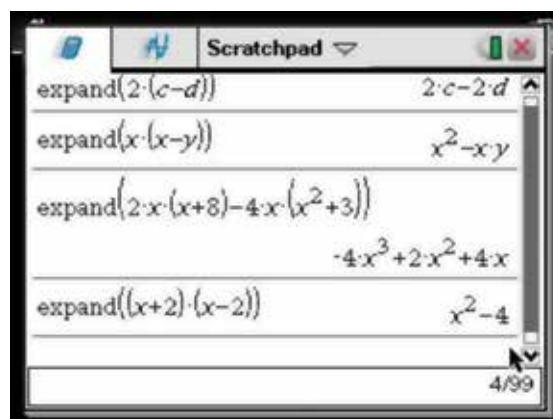 Scratchpad
expand(2·(c-d)) 2·c-2·d
expand(x·(x-y)) x²-x·y
expand(2·x·(x+8)-4·x·(x²+3))
-4·x³+2·x²+4·x
expand((x+2)·(x-2)) x²-4
4/99